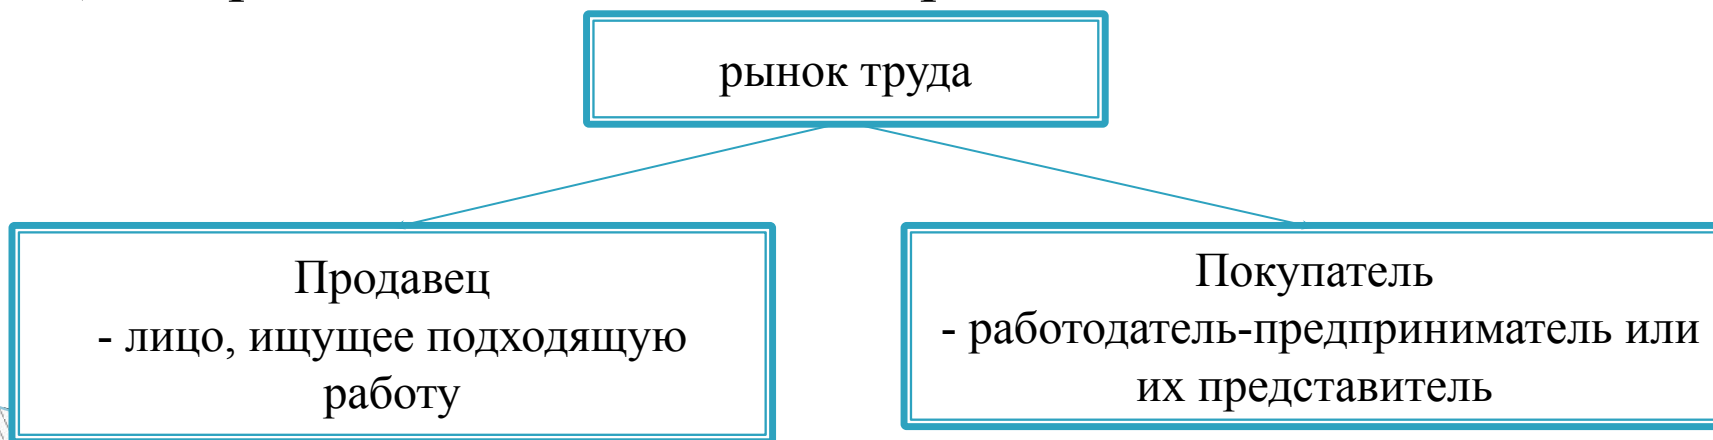 рынок труда
Продавец
- лицо, ищущее подходящую
работу
Покупатель
- работодатель-предприниматель или
их представитель